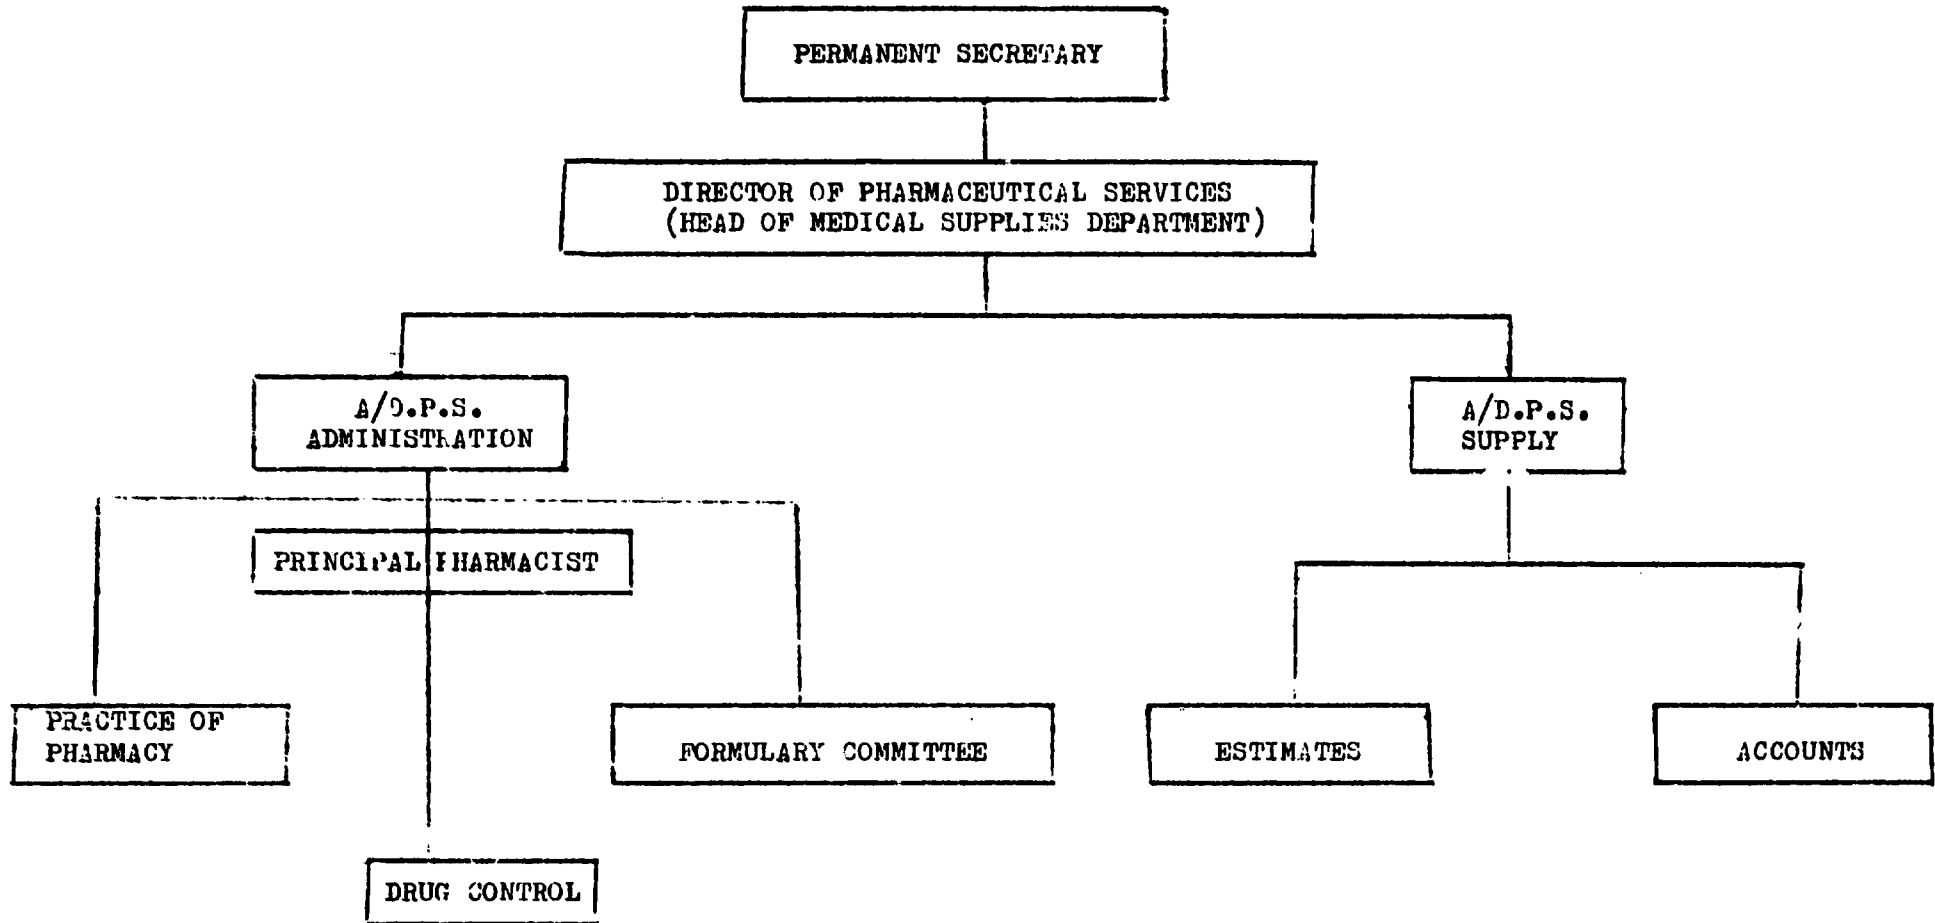 PERMANENT SECRETARY
DIRECTOR OF PHARMACEUTICAL SERVICES
(HEAD OF MEDICAL SUPPLIES DEPARTMENT)
A/D.P.S.
ADMINISTRATION
A/D.P.S.
SUPPLY
PRINCIPAL PHARMACIST
PRACTICE OF
PHARMACY
FORMULARY COMMITTEE
ESTIMATES
ACCOUNTS
DRUG CONTROL